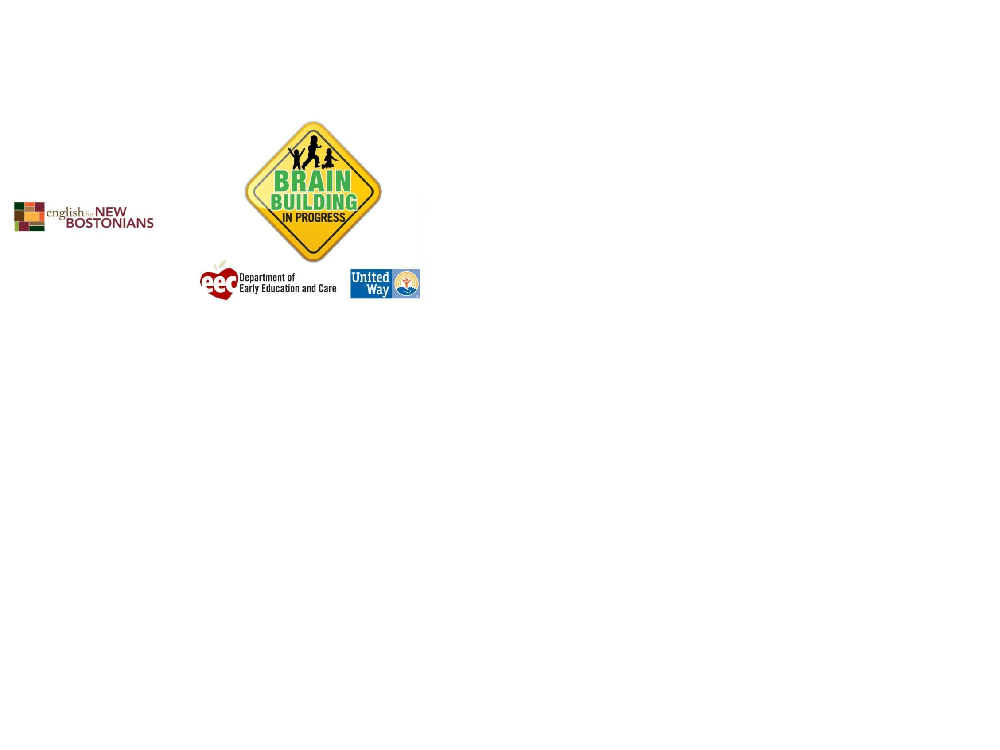 english for NEW
BOSTONIANS
BRAIN
BUILDING
IN PROGRESS
eec
Department of
Early Education and Care
United
Way
®